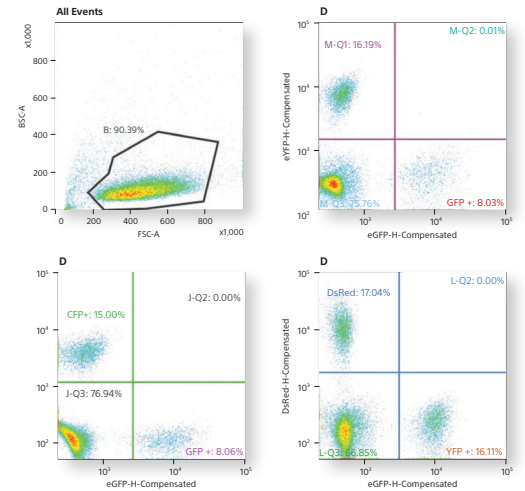 All Events
x1,000
800
600
400
200
0
BSC-A
B: 90.39%
0 200 400 600 800
FSC-A
x1,000
D
10⁵
10⁴
10³
10²
eYFP-H-Compensated
M-Q1: 16.19%
M-Q2: 0.01%
M-Q3: 75.76%
GFP +: 8.03%
10³ 10⁴ 10⁵
eGFP-H-Compensated
D
10⁵
10⁴
10³
10²
J-Q2: 0.00%
CFP+: 15.00%
J-Q3: 76.94%
GFP +: 8.06%
10³ 10⁴ 10⁵
eGFP-H-Compensated
D
10⁵
10⁴
10³
10²
DsRed-H-Compensated
L-Q2: 0.00%
DsRed: 17.04%
L-Q3: 66.85%
YFP +: 16.11%
10³ 10⁴ 10⁵
eGFP-H-Compensated